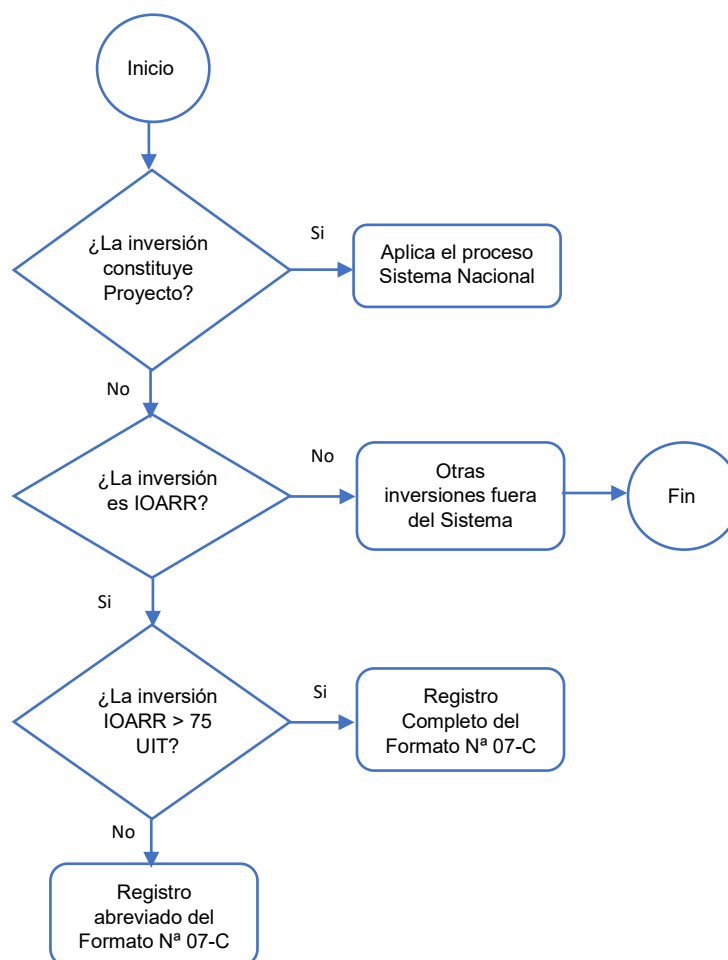 Inicio
¿La inversión
constituye
Proyecto?
Si
Aplica el proceso
Sistema Nacional
No
¿La inversión
es IOARR?
No
Otras
inversiones fuera
del Sistema
Fin
Si
¿La inversión
IOARR > 75
UIT?
Si
Registro
Completo del
Formato Nª 07-C
No
Registro
abreviado del
Formato Nª 07-C